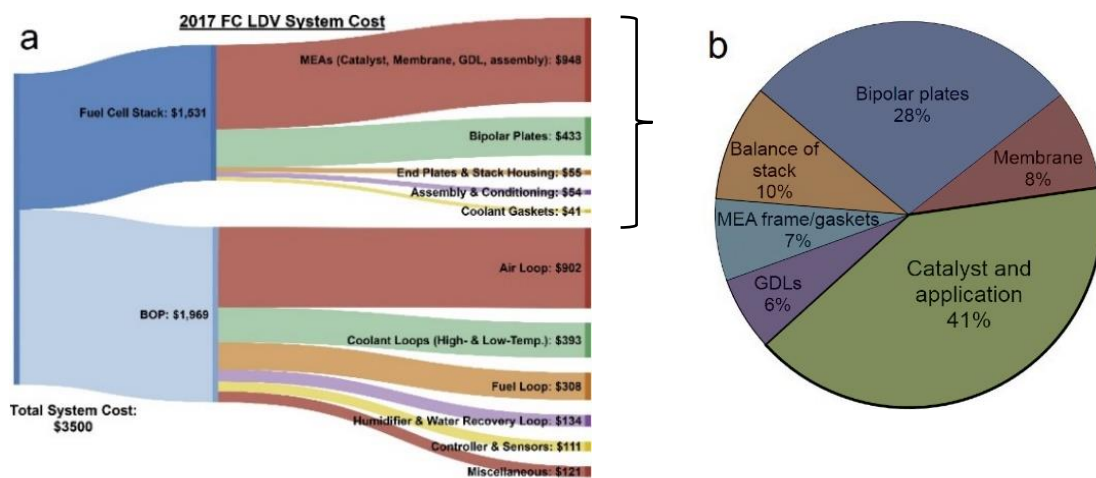 2017 FC LDV System Cost
a
MEAs (Catalyst, Membrane, GDL, assembly): $948
Fuel Cell Stack: $1,531
Bipolar Plates: $433
End Plates & Stack Housing: $55
Assembly & Conditioning: $54
Coolant Gaskets: $41
Air Loop: $902
BOP: $1,969
Coolant Loops (High- & Low-Temp.): $393
Fuel Loop: $308
Total System Cost:
$3500
Humidifier & Water Recovery Loop: $134
Controller & Sensors: $111
Miscellaneous: $121
b
Bipolar plates
28%
Membrane
8%
Balance of
stack
10%
MEA frame/gaskets
7%
GDLs
6%
Catalyst and
application
41%